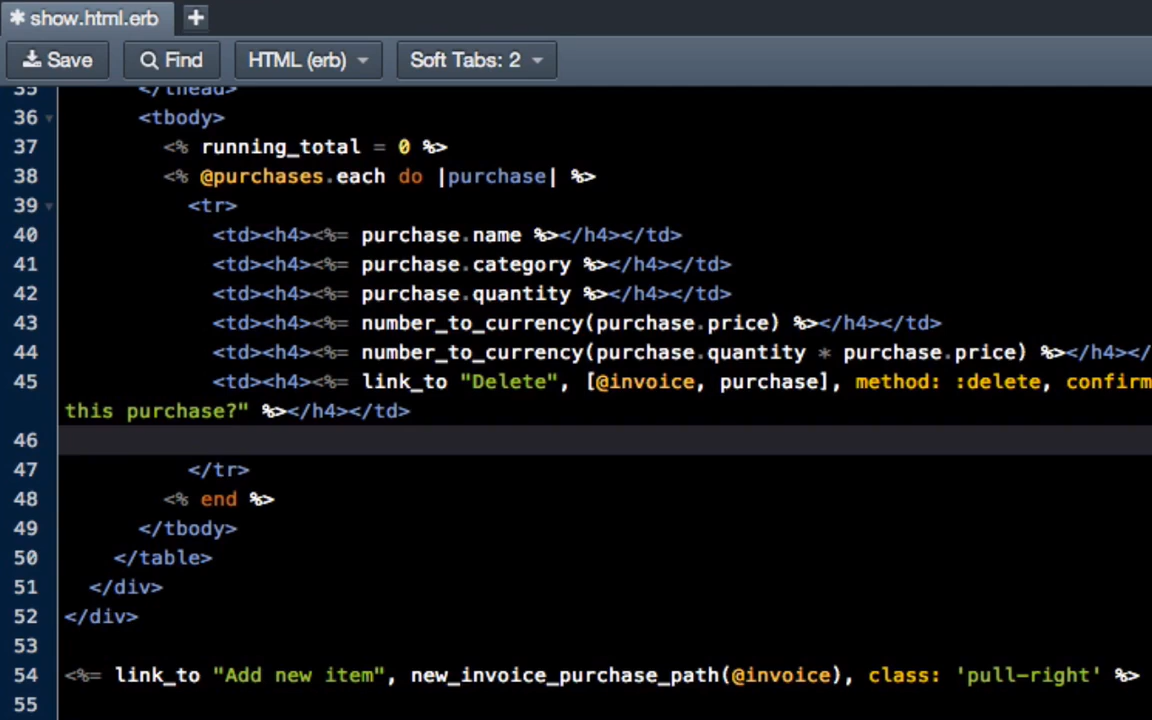 * show.html.erb +
Save Find HTML (erb) Soft Tabs: 2
35 </thead>
36 <tbody>
37 <% running_total = 0 %>
38 <% @purchases.each do |purchase| %>
39 <tr>
40 <td><h4><%= purchase.name %></h4></td>
41 <td><h4><%= purchase.category %></h4></td>
42 <td><h4><%= purchase.quantity %></h4></td>
43 <td><h4><%= number_to_currency(purchase.price) %></h4></td>
44 <td><h4><%= number_to_currency(purchase.quantity * purchase.price) %></h4></
45 <td><h4><%= link_to "Delete", [@invoice, purchase], method: :delete, confirm
this purchase?" %></h4></td>
46
47 </tr>
48 <% end %>
49 </tbody>
50 </table>
51 </div>
52 </div>
53
54 <%= link_to "Add new item", new_invoice_purchase_path(@invoice), class: 'pull-right' %>
55